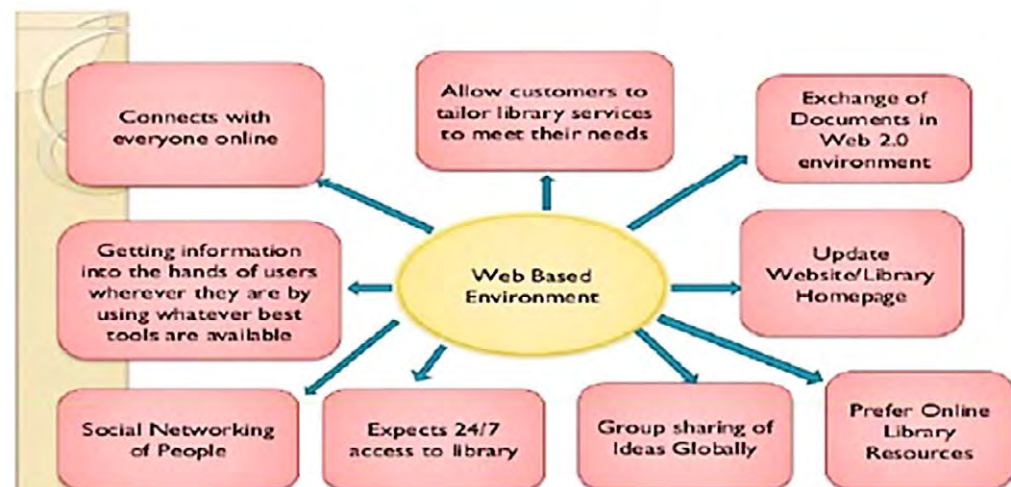 Connects with
everyone online
Allow customers to
tailor library services
to meet their needs
Exchange of
Documents in
Web 2.0
environment
Getting information
into the hands of users
wherever they are by
using whatever best
tools are available
Web Based
Environment
Update
Website/Library
Homepage
Social Networking
of People
Expects 24/7
access to library
Group sharing of
Ideas Globally
Prefer Online
Library
Resources